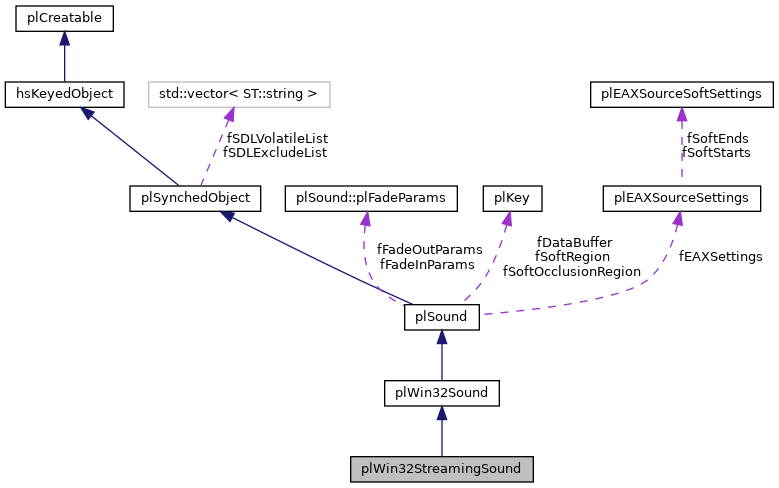 plCreatable
hsKeyedObject
std::vector< ST::string >
plEAXSourceSoftSettings
fSDLVolatileList
fSDLExcludeList
fSoftEnds
fSoftStarts
plSynchedObject
plSound::plFadeParams
plKey
plEAXSourceSettings
fFadeOutParams
fFadeInParams
fDataBuffer
fSoftRegion
fSoftOcclusionRegion
fEAXSettings
plSound
plWin32Sound
plWin32StreamingSound